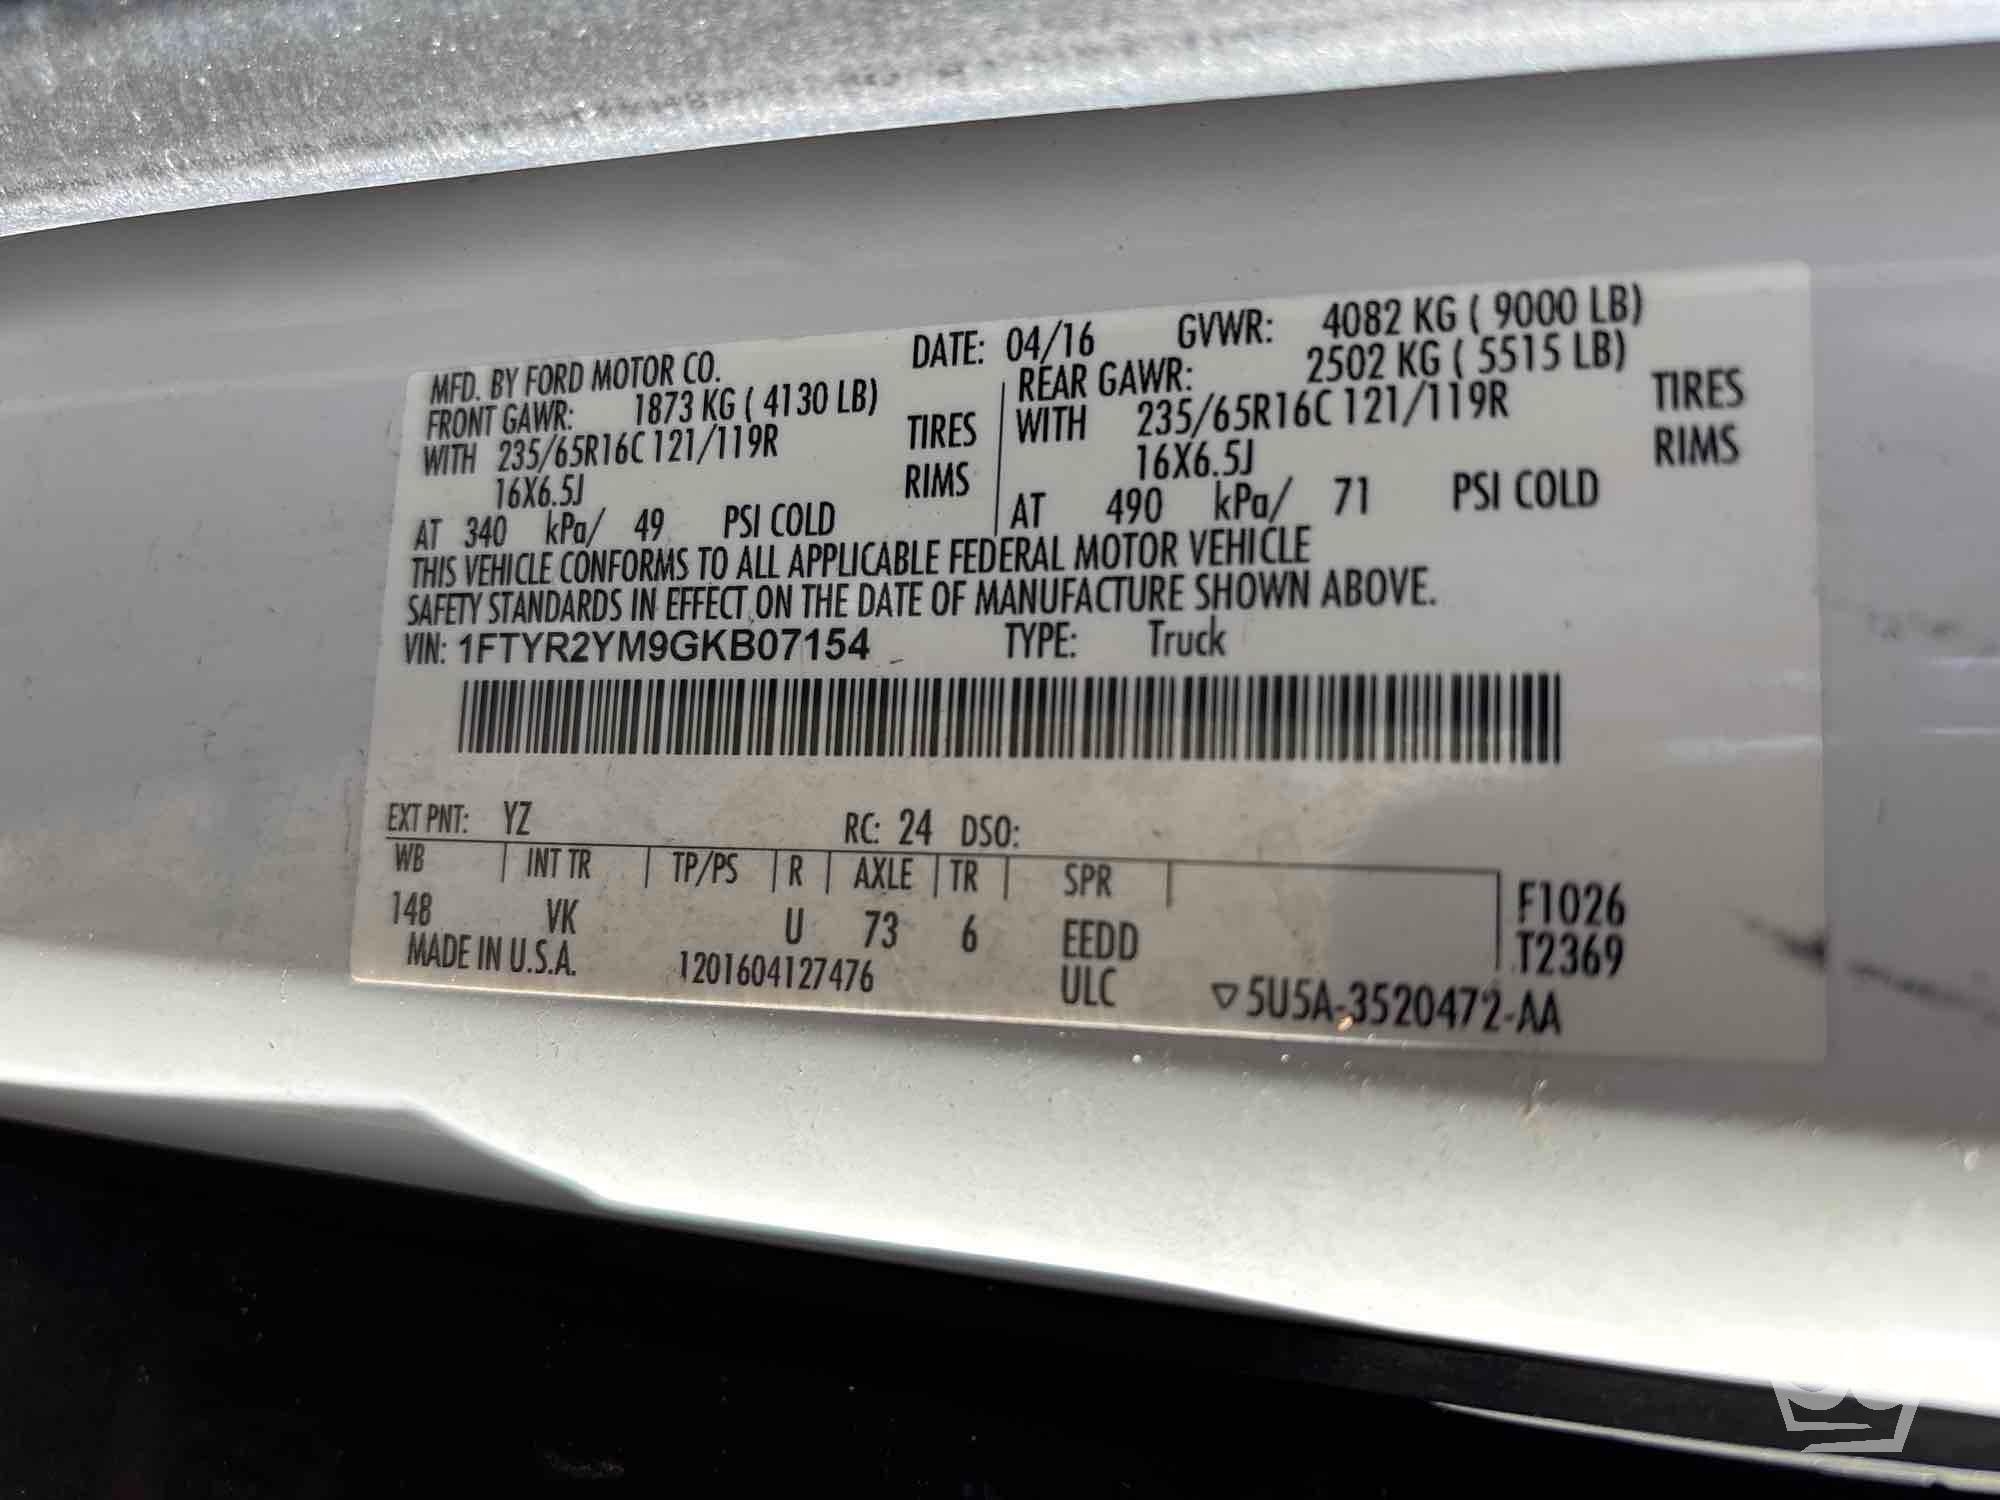 MFD. BY FORD MOTOR CO. DATE: 04/16 GVWR: 4082 KG ( 9000 LB)
FRONT GAWR: 1873 KG ( 4130 LB) REAR GAWR: 2502 KG ( 5515 LB)
WITH 235/65R16C 121/119R TIRES WITH 235/65R16C 121/119R TIRES
16X6.5J RIMS 16X6.5J RIMS
AT 340 kPa/ 49 PSI COLD AT 490 kPa/ 71 PSI COLD
THIS VEHICLE CONFORMS TO ALL APPLICABLE FEDERAL MOTOR VEHICLE
SAFETY STANDARDS IN EFFECT ON THE DATE OF MANUFACTURE SHOWN ABOVE.
VIN: 1FTYR2YM9GKB07154 TYPE: Truck
EXT PNT: YZ RC: 24 DSO:
WB INT TR TP/PS R AXLE TR SPR
148 VK U 73 6 EEDD
F1026
T2369
MADE IN U.S.A. 1201604127476 ULC ▽5U5A-3520472-AA